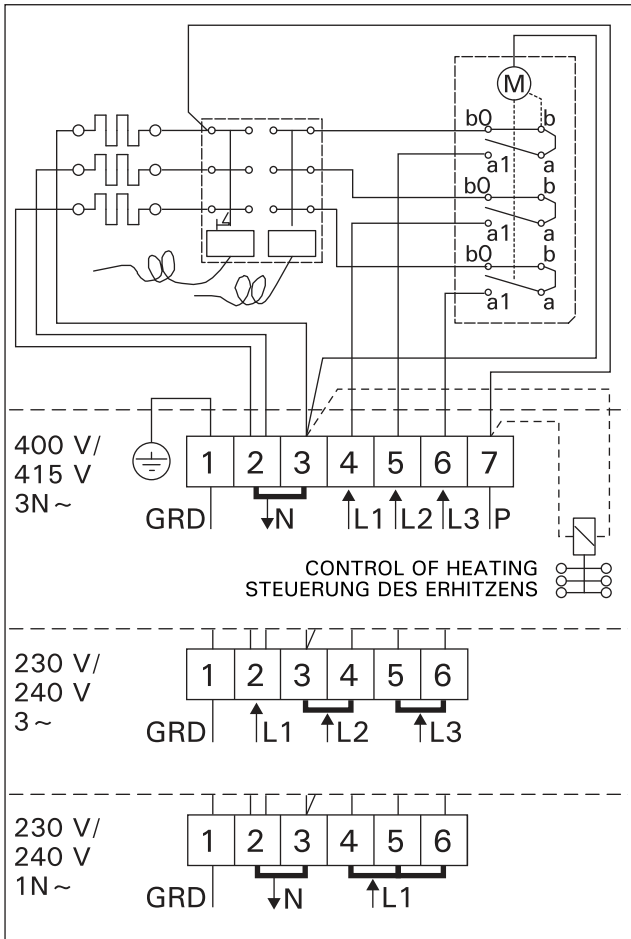 M
b0 b
a1 a
b0 b
a1 a
b0 b
a1 a
400 V/
415 V
3N~
1 2 3 4 5 6 7
GRD N L1 L2 L3 P
CONTROL OF HEATING
STEUERUNG DES ERHITZENS
230 V/
240 V
3~
1 2 3 4 5 6
GRD L1 L2 L3
230 V/
240 V
1N~
1 2 3 4 5 6
GRD N L1